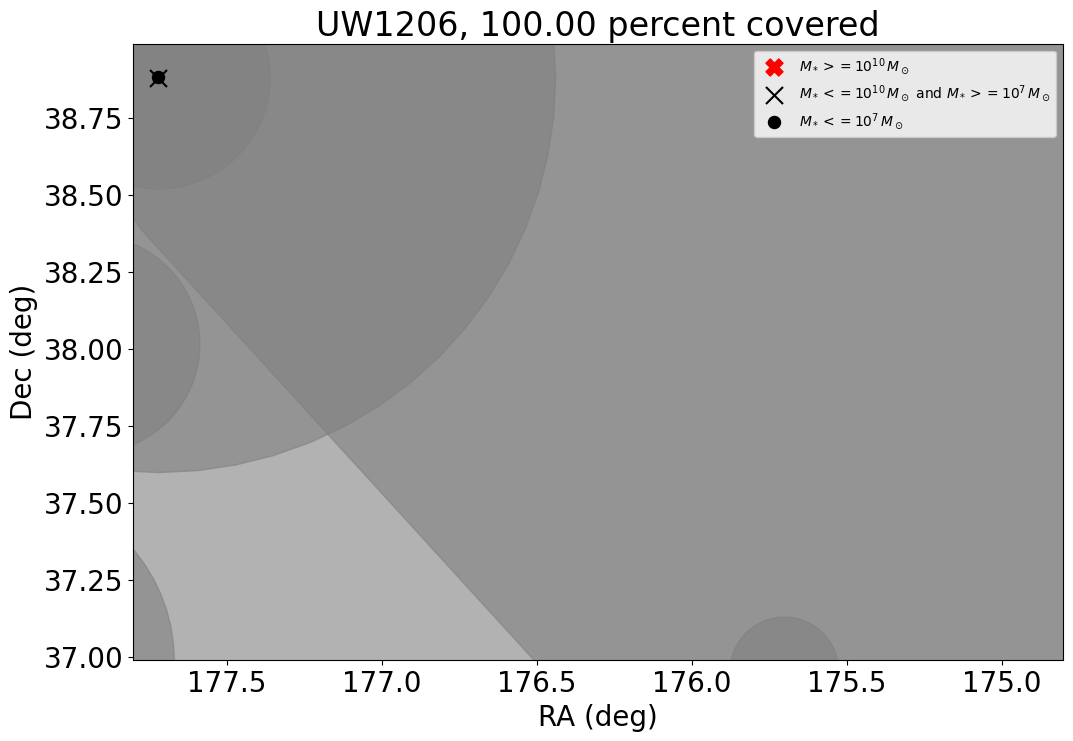 UW1206, 100.00 percent covered
M* >= 10^10 M⊙
M* <= 10^10 M⊙ and M* >= 10^7 M⊙
M* <= 10^7 M⊙
38.75
38.50
38.25
38.00
37.75
37.50
37.25
37.00
Dec (deg)
177.5 177.0 176.5 176.0 175.5 175.0
RA (deg)